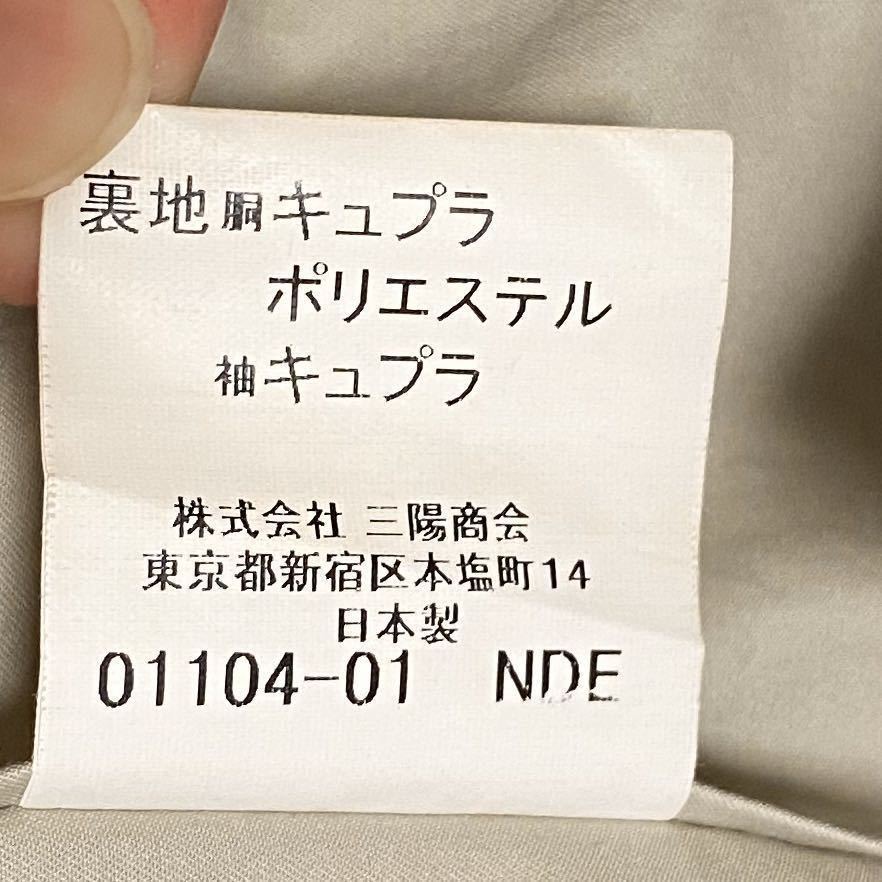 裏地胴キュプラ
ポリエステル
袖キュプラ
株式会社 三陽商会
東京都新宿区本塩町14
日本製
01104-01 NDE